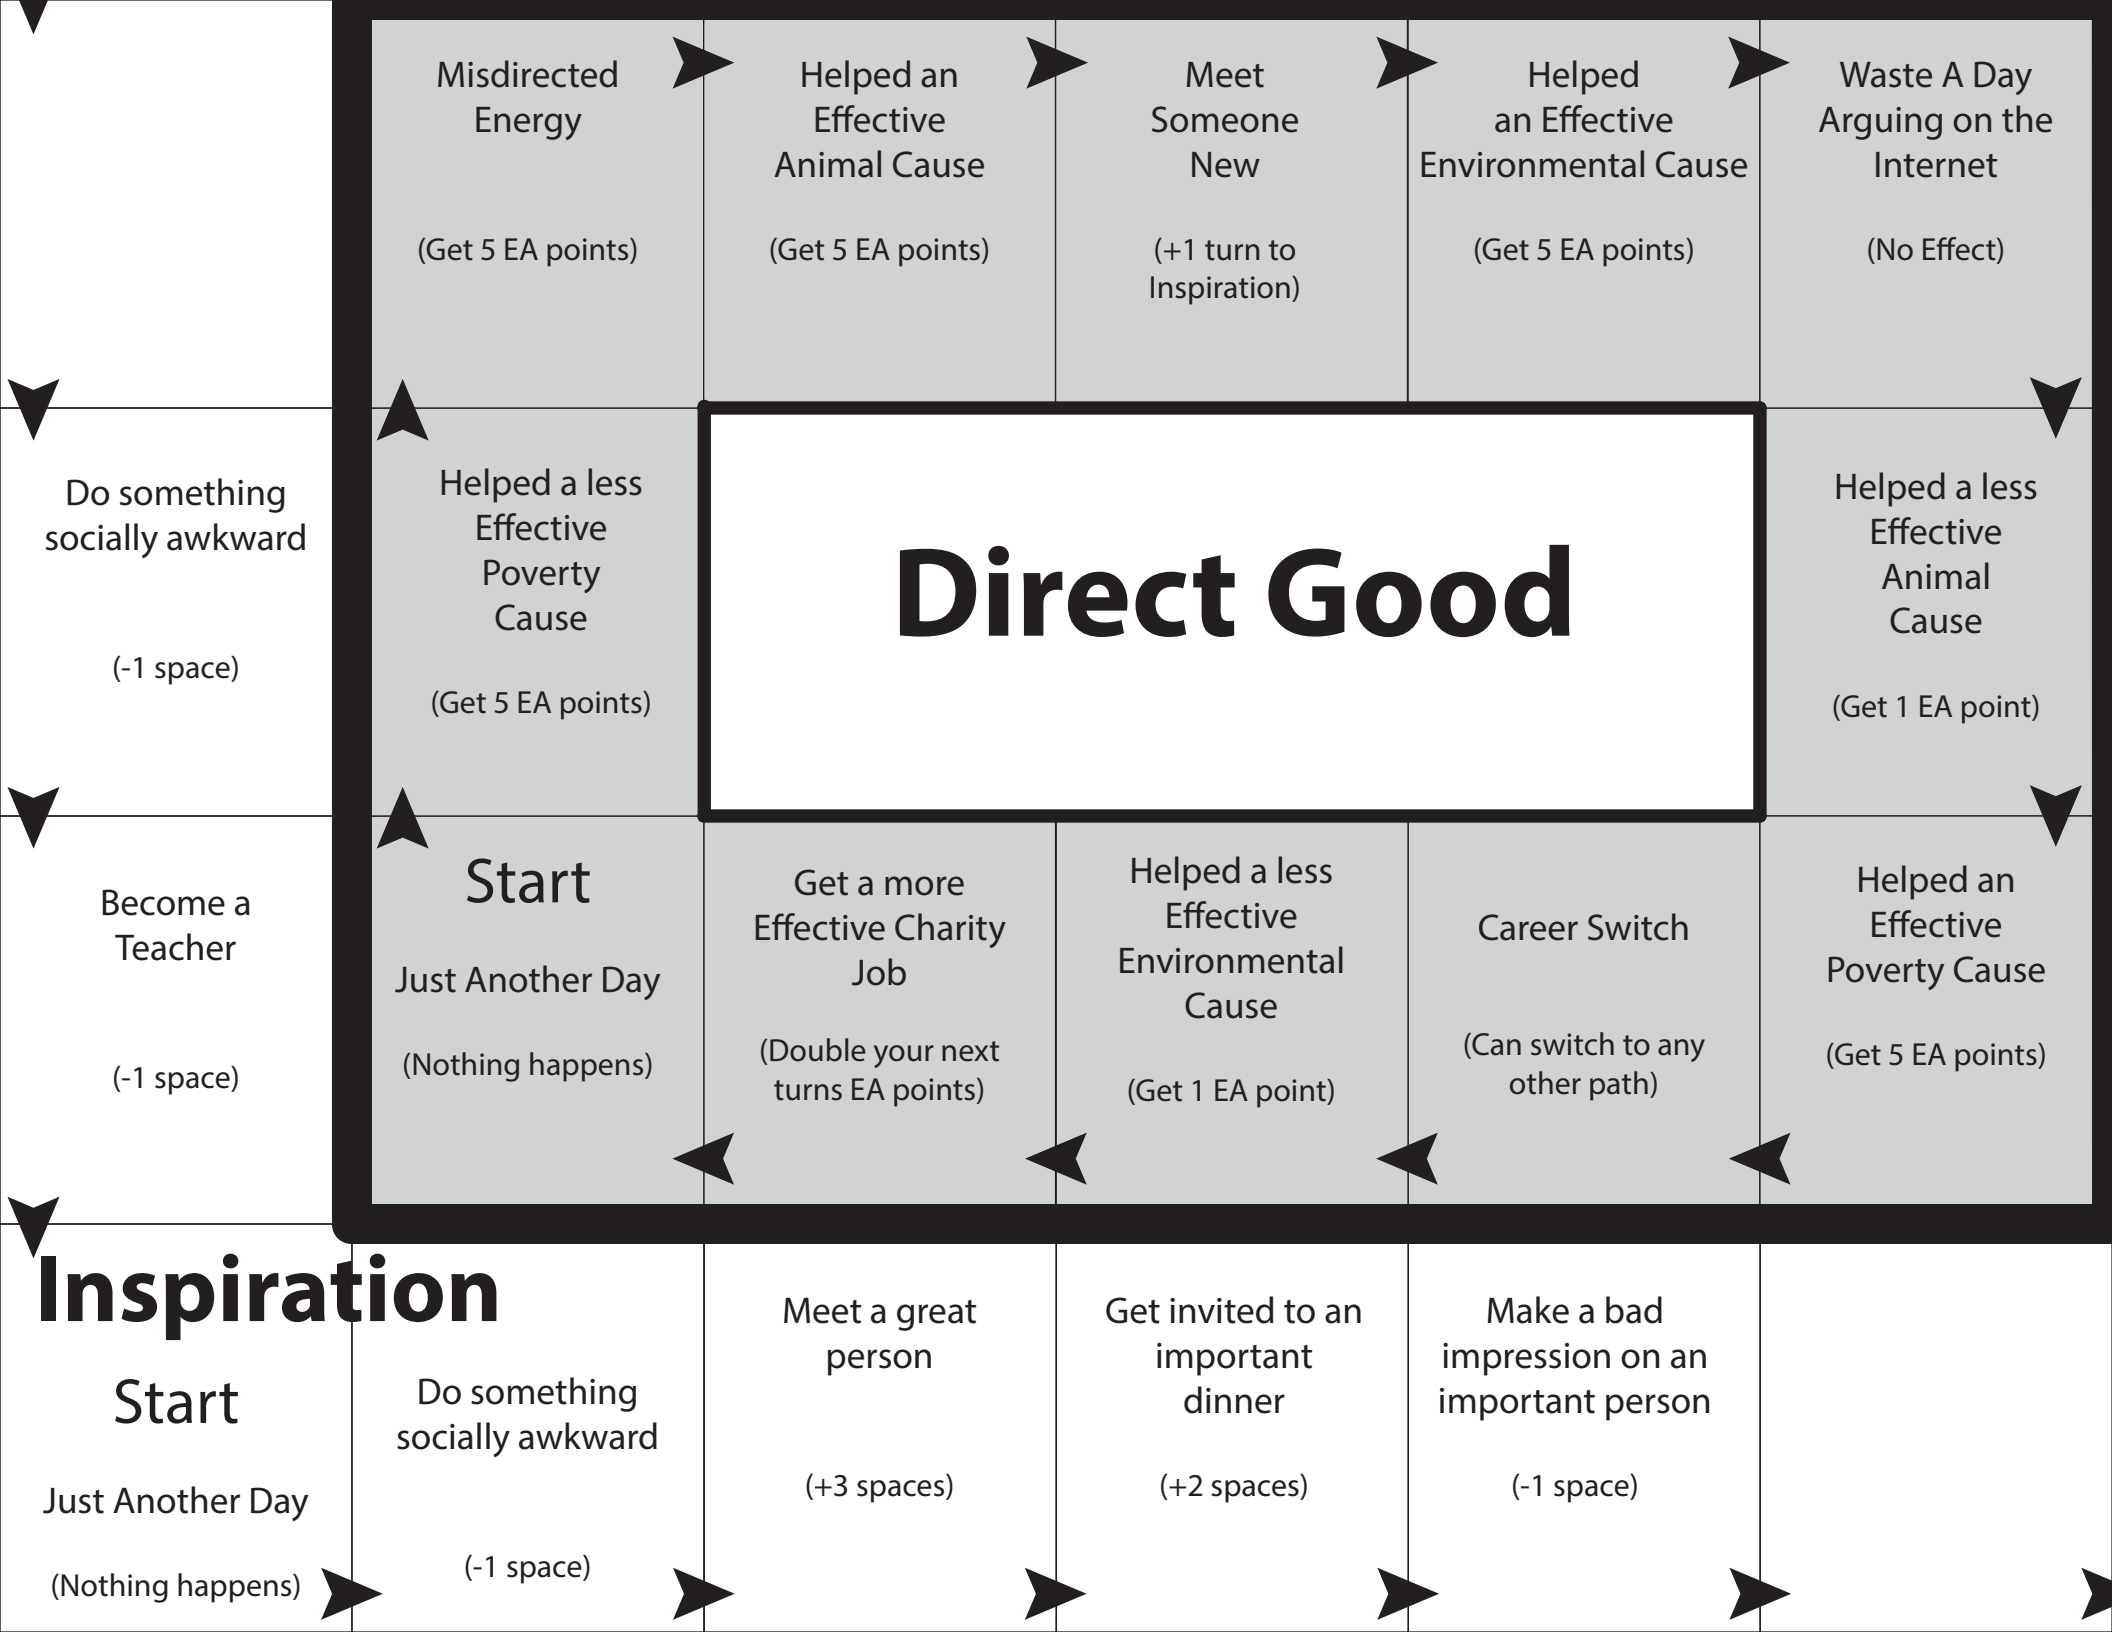 Misdirected
Energy
(Get 5 EA points)
Helped an
Effective
Animal Cause
(Get 5 EA points)
Meet
Someone
New
(+1 turn to
Inspiration)
Helped
an Effective
Environmental Cause
(Get 5 EA points)
Waste A Day
Arguing on the
Internet
(No Effect)
Do something
socially awkward
(-1 space)
Helped a less
Effective
Poverty
Cause
(Get 5 EA points)
Direct Good
Helped a less
Effective
Animal
Cause
(Get 1 EA point)
Become a
Teacher
(-1 space)
Start
Just Another Day
(Nothing happens)
Get a more
Effective Charity
Job
(Double your next
turns EA points)
Helped a less
Effective
Environmental
Cause
(Get 1 EA point)
Career Switch
(Can switch to any
other path)
Helped an
Effective
Poverty Cause
(Get 5 EA points)
Inspiration
Start
Just Another Day
(Nothing happens)
Do something
socially awkward
(-1 space)
Meet a great
person
(+3 spaces)
Get invited to an
important
dinner
(+2 spaces)
Make a bad
impression on an
important person
(-1 space)